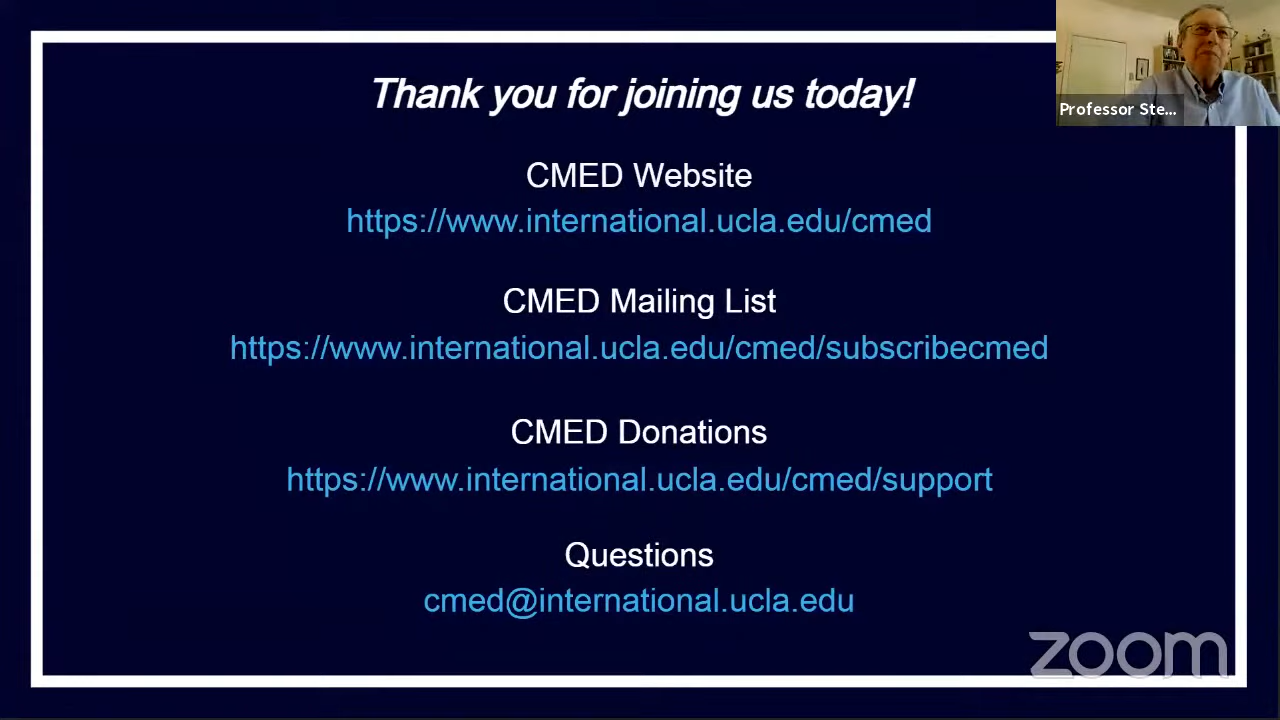 Thank you for joining us today!
Professor Ste...
CMED Website
https://www.international.ucla.edu/cmed
CMED Mailing List
https://www.international.ucla.edu/cmed/subscribecmed
CMED Donations
https://www.international.ucla.edu/cmed/support
Questions
cmed@international.ucla.edu
zoom